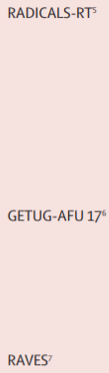 RADICALS-RT⁵
GETUG-AFU 17⁶
RAVES⁷